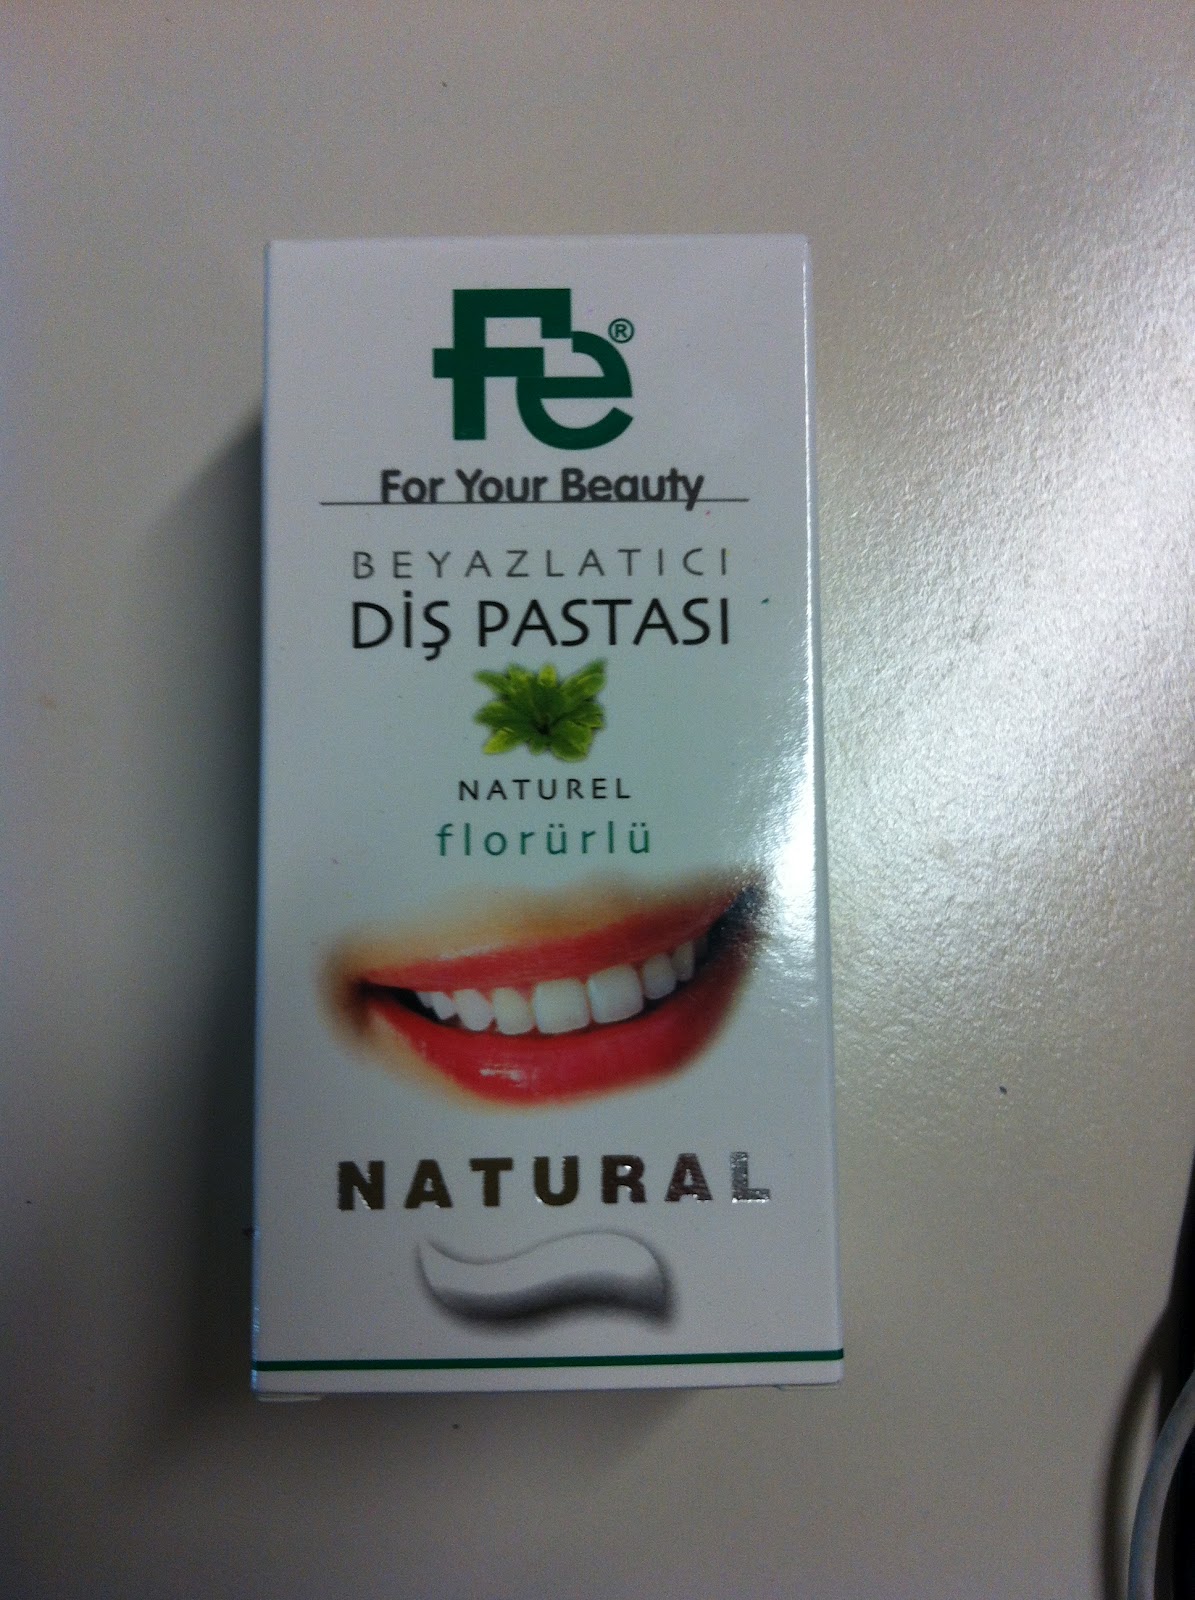 Fe®
For Your Beauty
BEYAZLATICI
DİŞ PASTASI
NATUREL
florürlü
NATURAL